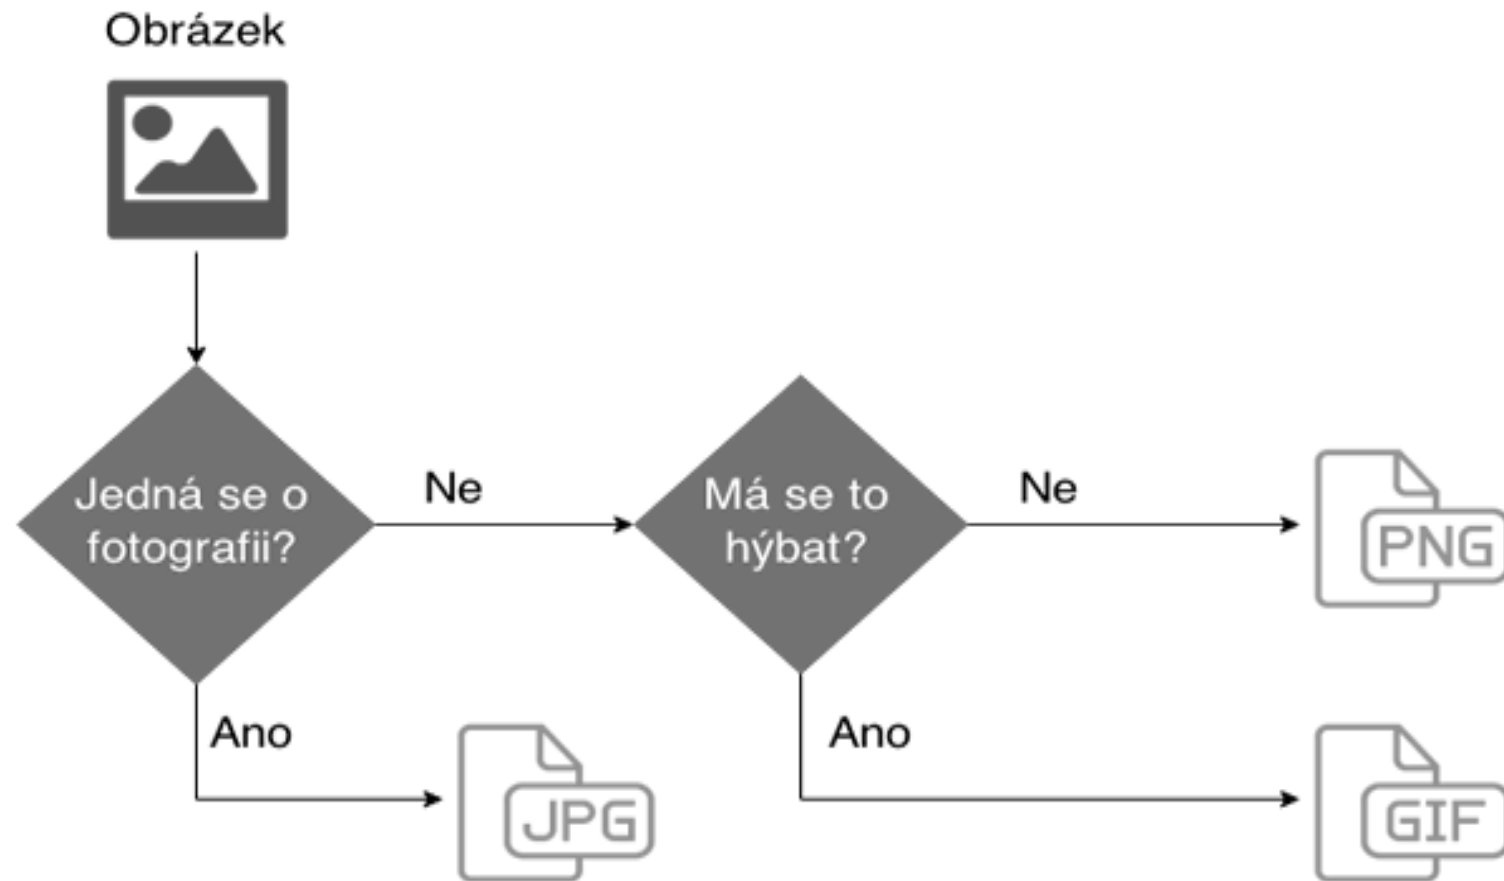 Obrázek
Jedná se o
fotografii?
Ne
Má se to
hýbat?
Ne
PNG
Ano
JPG
Ano
GIF